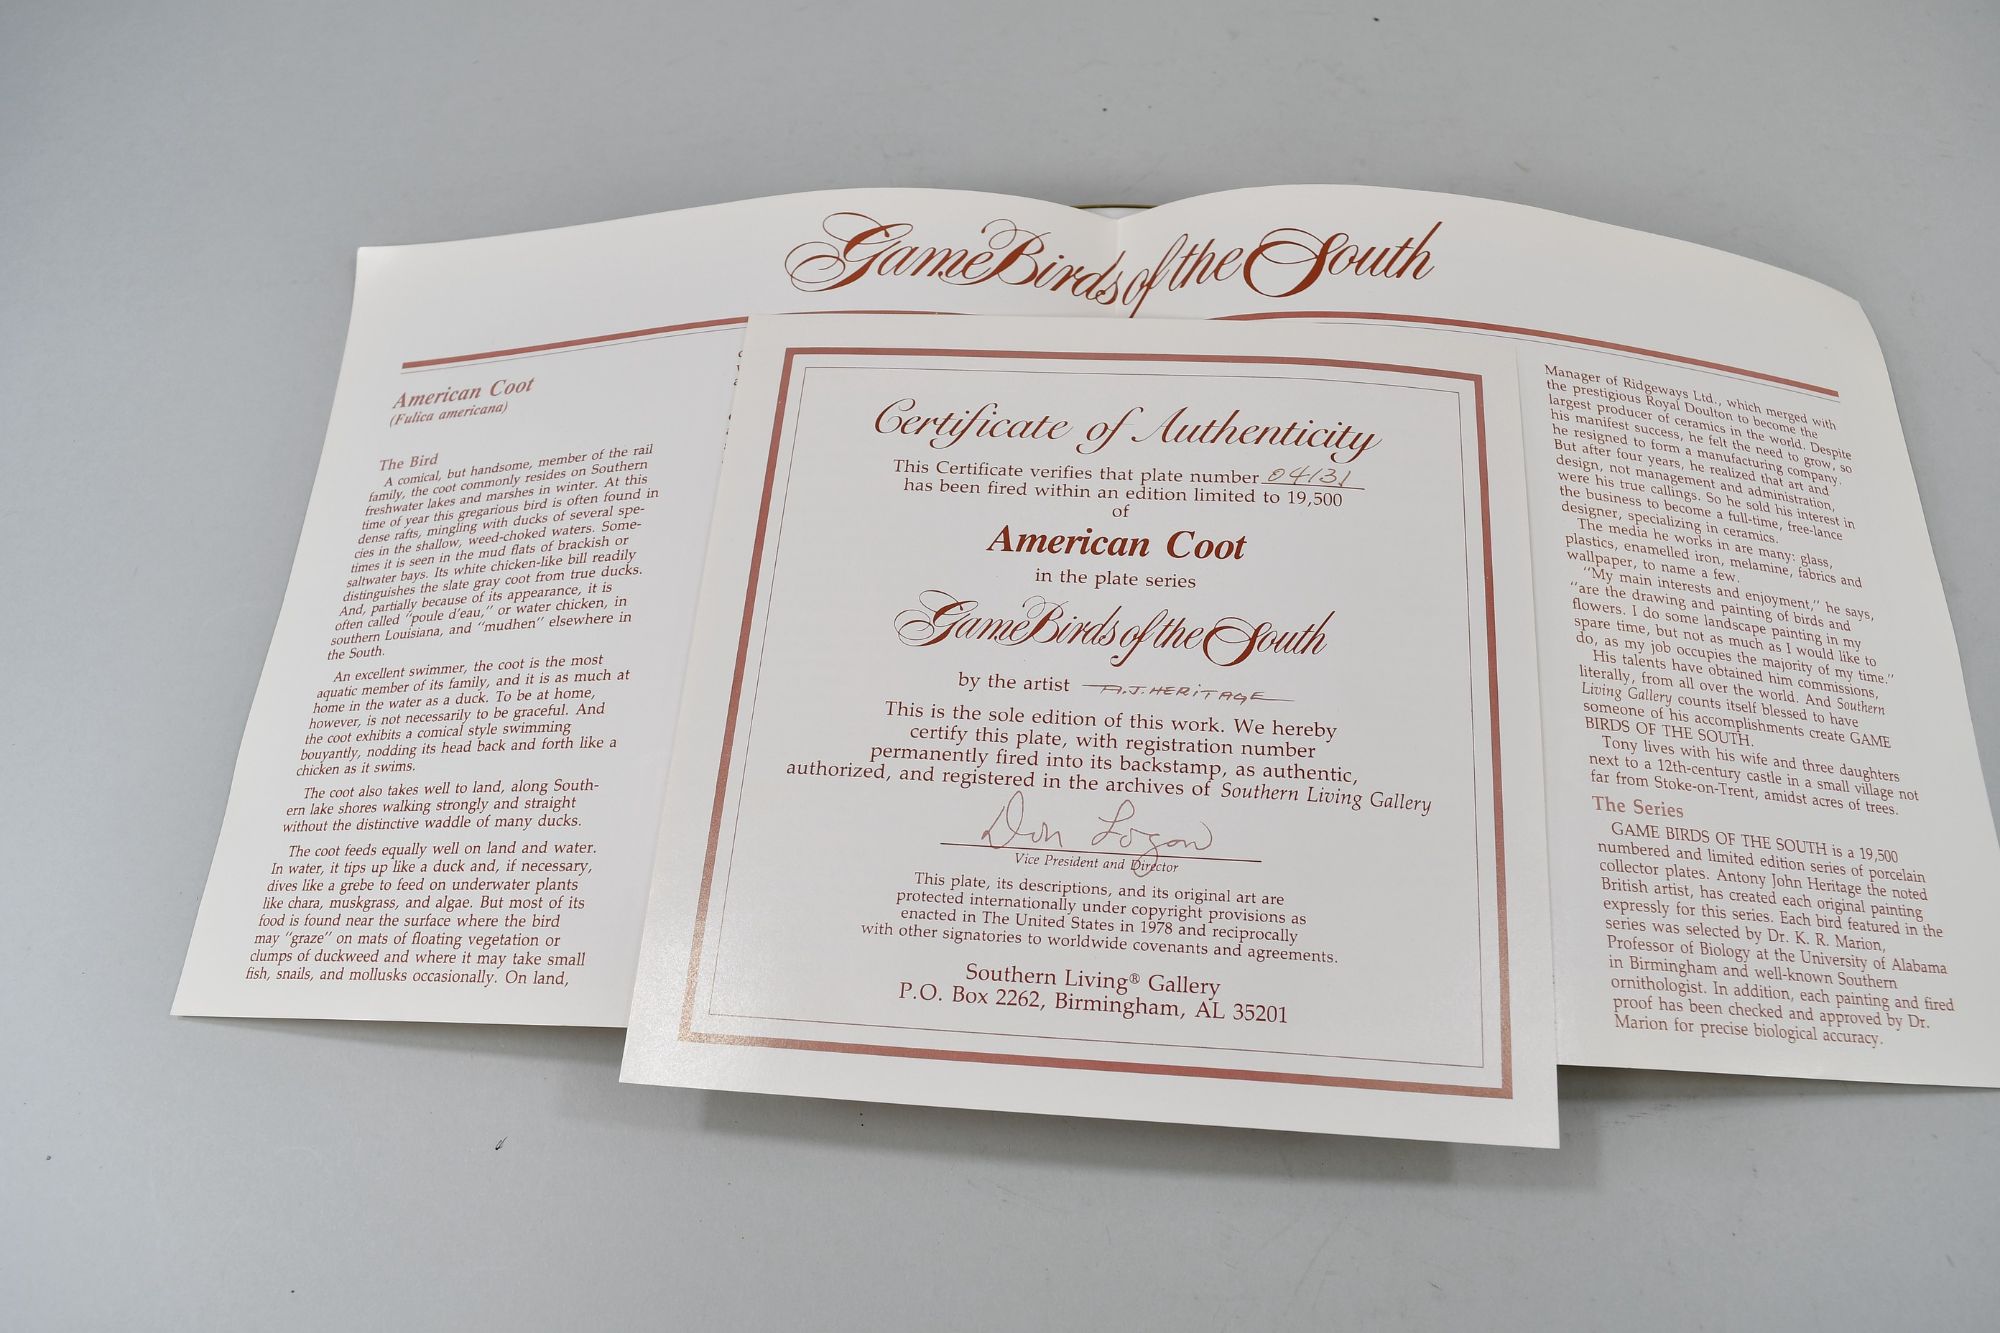 Game Birds of the South
American Coot
(Fulica americana)
The Bird
A comical, but handsome, member of the rail
family, the coot commonly resides on Southern
freshwater lakes and marshes in winter. At this
time of year this gregarious bird is often found in
dense rafts, mingling with ducks of several spe-
cies in the shallow, weed-choked waters. Some-
times it is seen in the mud flats of brackish or
saltwater bays. Its white chicken-like bill readily
distinguishes the slate gray coot from true ducks.
And, partially because of its appearance, it is
often called "poule d'eau," or water chicken, in
southern Louisiana, and "mudhen" elsewhere in
the South.
An excellent swimmer, the coot is the most
aquatic member of its family, and it is as much at
home in the water as a duck. To be at home,
however, is not necessarily to be graceful. And
the coot exhibits a comical style swimming
bouyantly, nodding its head back and forth like a
chicken as it swims.
The coot also takes well to land, along South-
ern lake shores walking strongly and straight
without the distinctive waddle of many ducks.
The coot feeds equally well on land and water.
In water, it tips up like a duck and, if necessary,
dives like a grebe to feed on underwater plants
like chara, muskgrass, and algae. But most of its
food is found near the surface where the bird
may "graze" on mats of floating vegetation or
clumps of duckweed and where it may take small
fish, snails, and mollusks occasionally. On land,
Certificate of Authenticity
This Certificate verifies that plate number 04131
has been fired within an edition limited to 19,500
of
American Coot
in the plate series
Game Birds of the South
by the artist A.J. HERITAGE
This is the sole edition of this work. We hereby
certify this plate, with registration number
permanently fired into its backstamp, as authentic,
authorized, and registered in the archives of Southern Living Gallery
Don Logan
Vice President and Director
This plate, its descriptions, and its original art are
protected internationally under copyright provisions as
enacted in The United States in 1978 and reciprocally
with other signatories to worldwide covenants and agreements.
Southern Living® Gallery
P.O. Box 2262, Birmingham, AL 35201
Manager of Ridgeways Ltd., which merged with
the prestigious Royal Doulton to become the
largest producer of ceramics in the world. Despite
his manifest success, he felt the need to grow, so
he resigned to form a manufacturing company.
But after four years, he realized that art and
design, not management and administration,
were his true callings. So he sold his interest in
the business to become a full-time, free-lance
designer, specializing in ceramics.
The media he works in are many: glass,
plastics, enamelled iron, melamine, fabrics and
wallpaper, to name a few.
"My main interests and enjoyment," he says,
"are the drawing and painting of birds and
flowers. I do some landscape painting in my
spare time, but not as much as I would like to
do, as my job occupies the majority of my time."
His talents have obtained him commissions,
literally, from all over the world. And Southern
Living Gallery counts itself blessed to have
someone of his accomplishments create GAME
BIRDS OF THE SOUTH.
Tony lives with his wife and three daughters
next to a 12th-century castle in a small village not
far from Stoke-on-Trent, amidst acres of trees.
The Series
GAME BIRDS OF THE SOUTH is a 19,500
numbered and limited edition series of porcelain
collector plates. Antony John Heritage the noted
British artist, has created each original painting
expressly for this series. Each bird featured in the
series was selected by Dr. K. R. Marion,
Professor of Biology at the University of Alabama
in Birmingham and well-known Southern
ornithologist. In addition, each painting and fired
proof has been checked and approved by Dr.
Marion for precise biological accuracy.